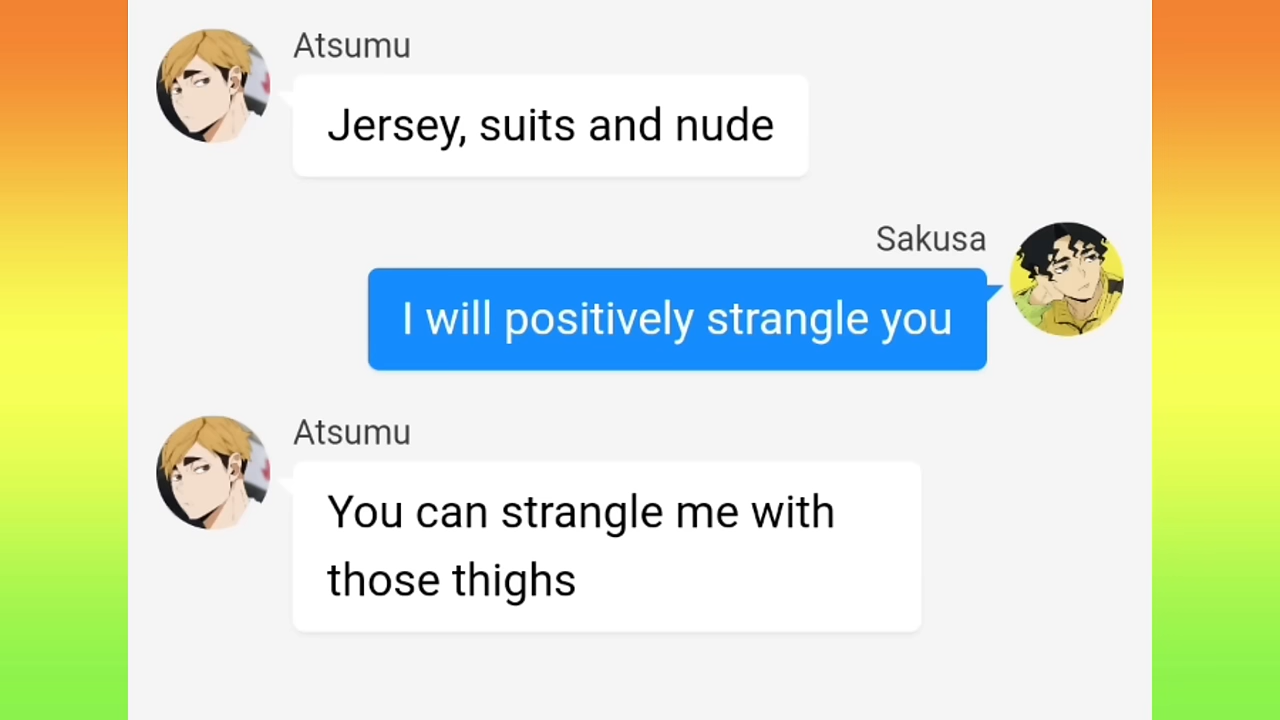 Atsumu
Jersey, suits and nude
Sakusa
I will positively strangle you
Atsumu
You can strangle me with
those thighs